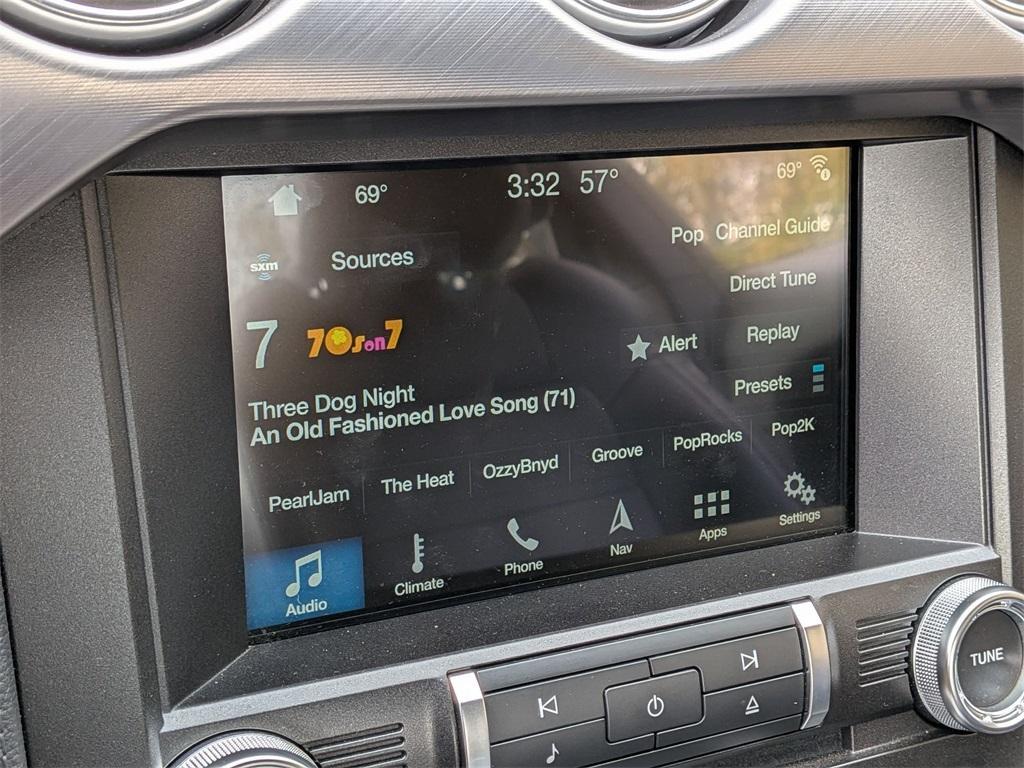 69° 3:32 57° 69°
sxm Sources Pop Channel Guide
Direct Tune
7 70s on 7 Alert Replay
Three Dog Night Presets
An Old Fashioned Love Song (71)
PearlJam The Heat OzzyBnyd Groove PopRocks Pop2K
Audio Climate Phone Nav Apps Settings
TUNE